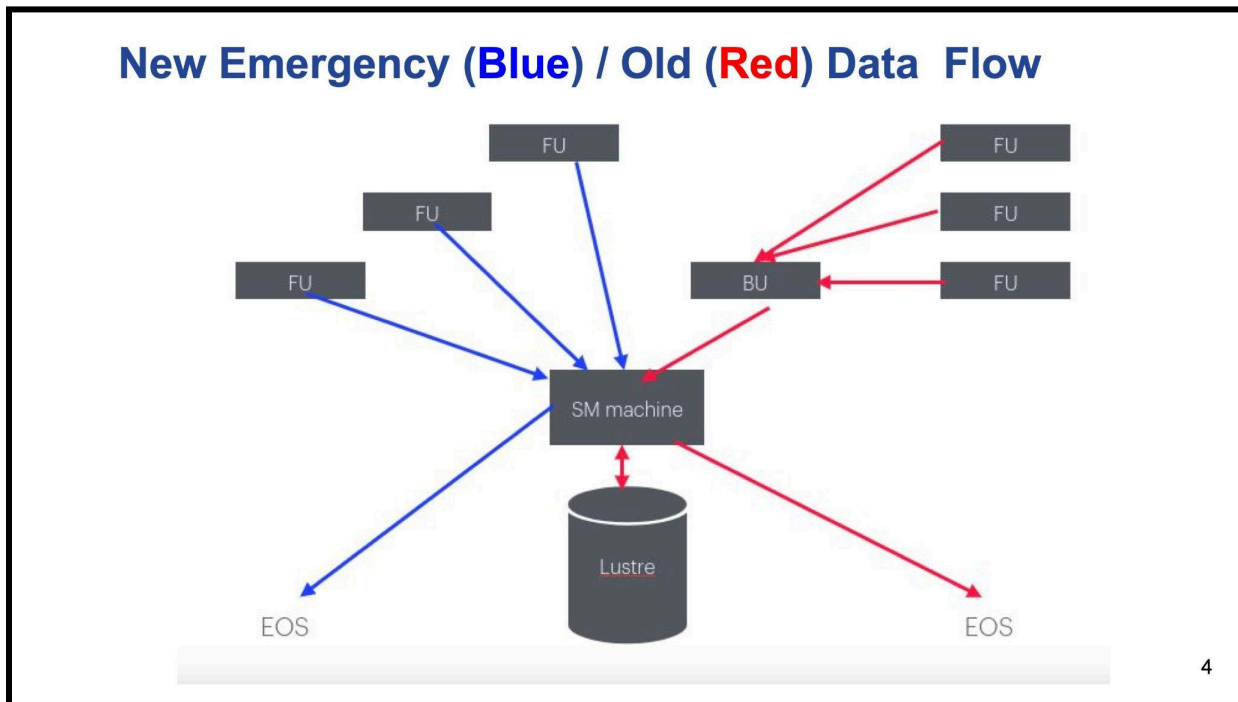 New Emergency (Blue) / Old (Red) Data Flow
FU
FU
FU
FU
FU
BU
FU
FU
SM machine
Lustre
EOS
EOS
4